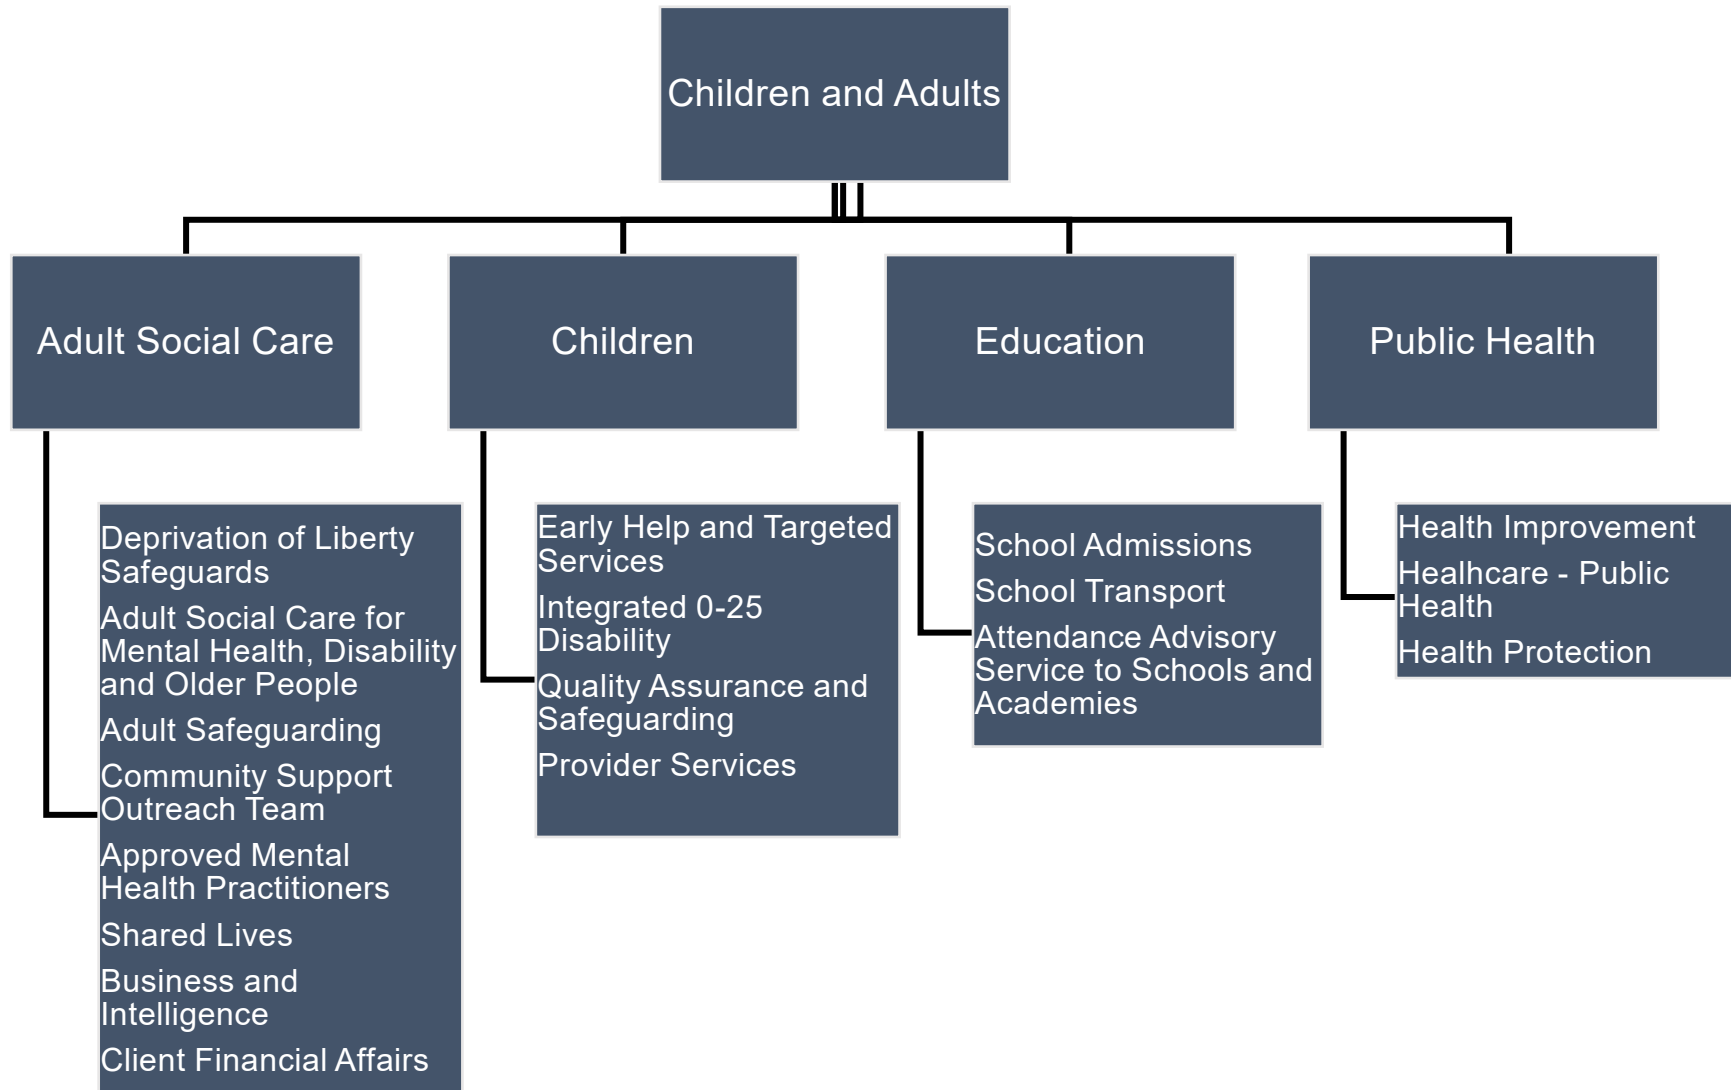 Children and Adults
Adult Social Care
Children
Education
Public Health
Deprivation of Liberty
Safeguards
Adult Social Care for
Mental Health, Disability
and Older People
Adult Safeguarding
Community Support
Outreach Team
Approved Mental
Health Practitioners
Shared Lives
Business and
Intelligence
Client Financial Affairs
Early Help and Targeted
Services
Integrated 0-25
Disability
Quality Assurance and
Safeguarding
Provider Services
School Admissions
School Transport
Attendance Advisory
Service to Schools and
Academies
Health Improvement
Healhcare - Public
Health
Health Protection